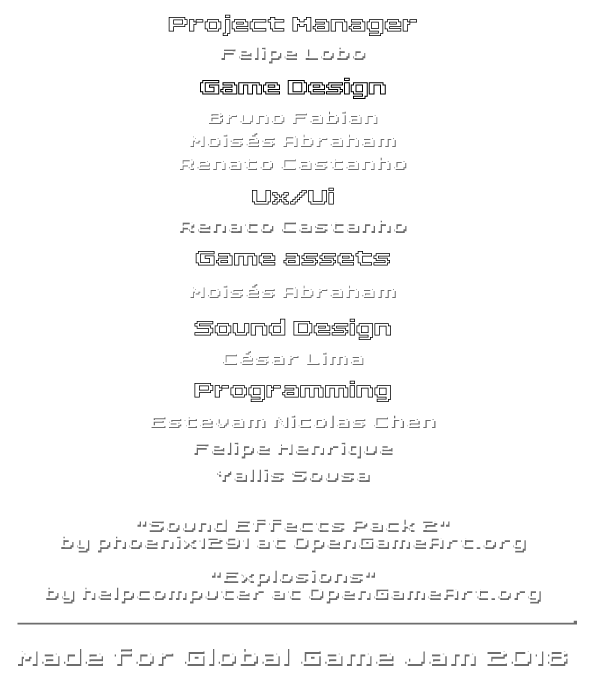 Project Manager
Felipe Lobo
Game Design
Bruno Fabian
Moisés Abraham
Renato Castanho
Ux/Ui
Renato Castanho
Game assets
Moisés Abraham
Sound Design
César Lima
Programming
Estevam Nicolas Chen
Felipe Henrique
Yallis Sousa
"Sound Effects Pack 2"
by phoenix1291 at OpenGameArt.org
"Explosions"
by helpcomputer at OpenGameArt.org
Made for Global Game Jam 2018